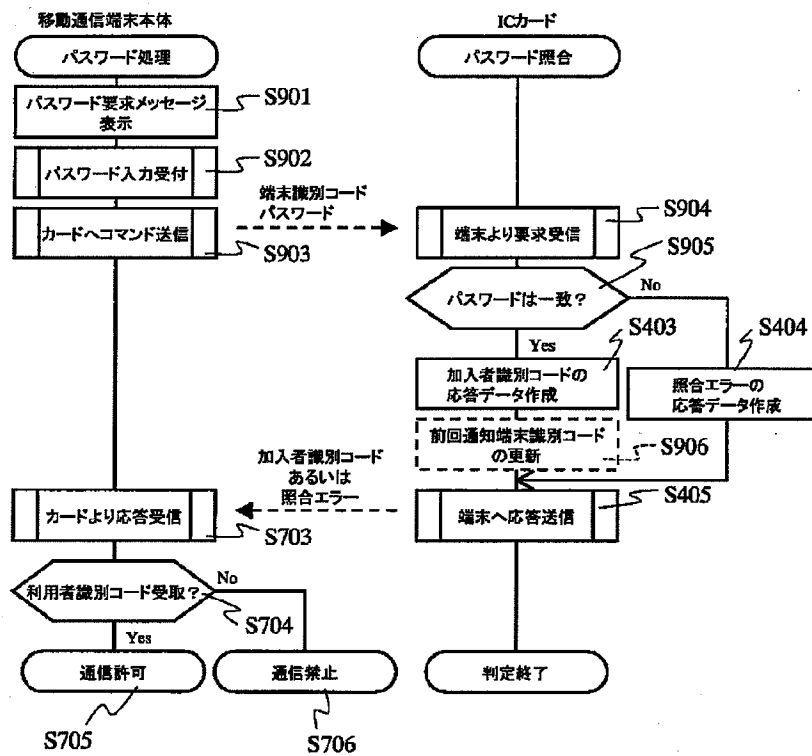 移動通信端末本体
ICカード
パスワード処理
パスワード照合
パスワード要求メッセージ
表示
S901
パスワード入力受付
S902
端末識別コード
パスワード
カードへコマンド送信
S903
端末より要求受信
S904
パスワードは一致？
S905
No
Yes
S403
S404
加入者識別コードの
応答データ作成
照合エラーの
応答データ作成
前回通知端末識別コード
の更新
S906
加入者識別コード
あるいは
照合エラー
カードより応答受信
S703
端末へ応答送信
S405
利用者識別コード受取？
No
S704
Yes
通信許可
通信禁止
判定終了
S705
S706